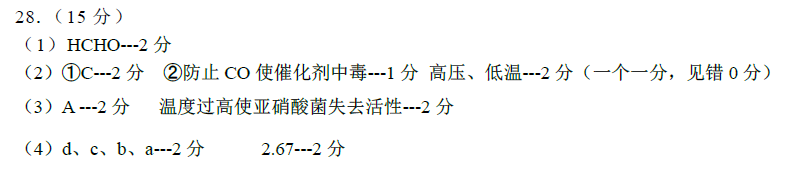 28.（15 分）
（1）HCHO---2 分
（2）①C---2 分 ②防止 CO 使催化剂中毒---1 分 高压、低温---2 分（一个一分，见错 0 分）
（3）A ---2 分 温度过高使亚硝酸菌失去活性---2 分
（4）d、c、b、a---2 分 2.67---2 分